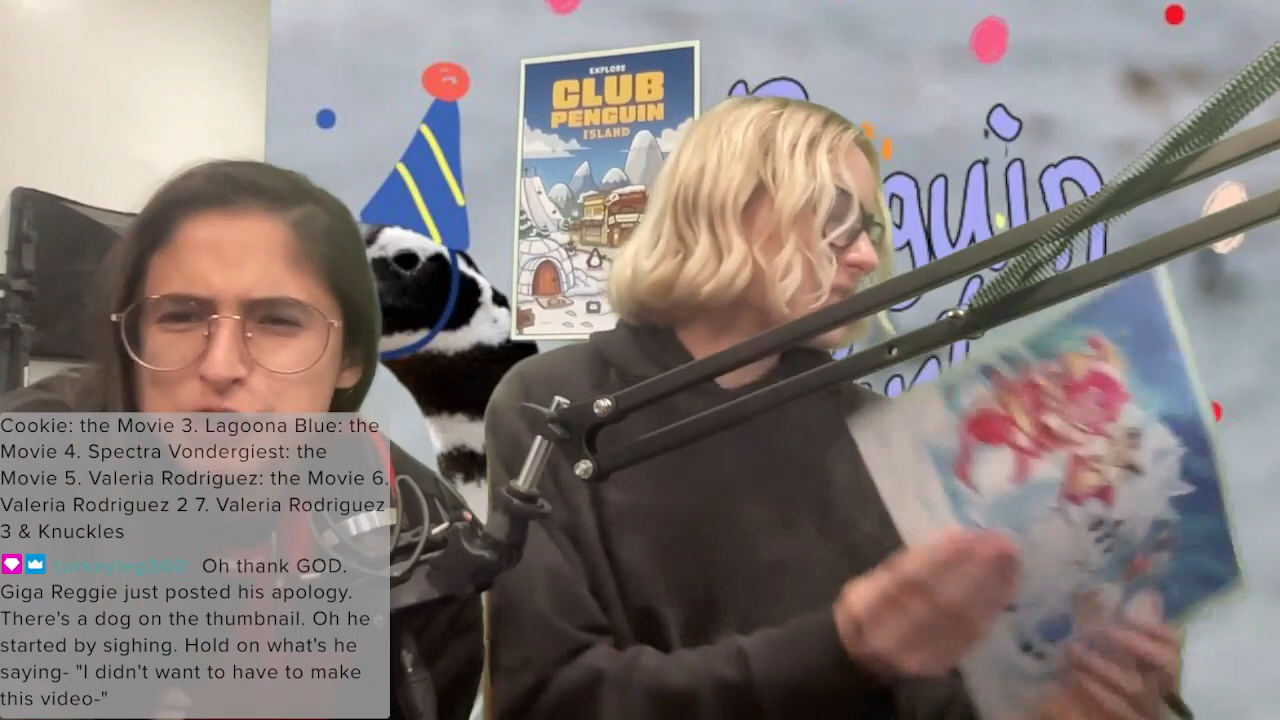 EXPLORE
CLUB
PENGUIN
ISLAND
Cookie: the Movie 3. Lagoona Blue: the
Movie 4. Spectra Vondergiest: the
Movie 5. Valeria Rodriguez: the Movie 6.
Valeria Rodriguez 2 7. Valeria Rodriguez
3 & Knuckles
turkeyleg380: Oh thank GOD.
Giga Reggie just posted his apology.
There's a dog on the thumbnail. Oh he
started by sighing. Hold on what's he
saying- "I didn't want to have to make
this video-"